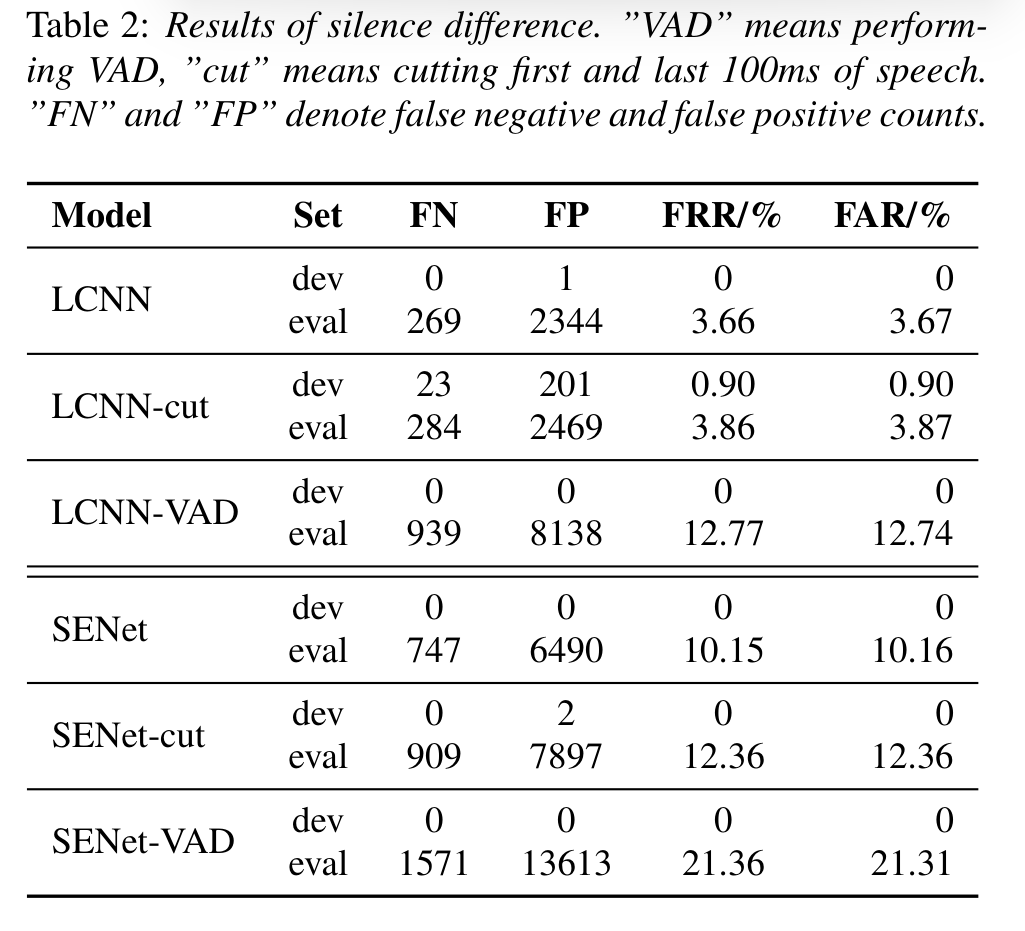 Table 2: Results of silence difference. ”VAD” means perform-
ing VAD, ”cut” means cutting first and last 100ms of speech.
”FN” and ”FP” denote false negative and false positive counts.
Model Set FN FP FRR/% FAR/%
LCNN
dev 0 1 0 0
eval 269 2344 3.66 3.67
LCNN-cut
dev 23 201 0.90 0.90
eval 284 2469 3.86 3.87
LCNN-VAD
dev 0 0 0 0
eval 939 8138 12.77 12.74
SENet
dev 0 0 0 0
eval 747 6490 10.15 10.16
SENet-cut
dev 0 2 0 0
eval 909 7897 12.36 12.36
SENet-VAD
dev 0 0 0 0
eval 1571 13613 21.36 21.31